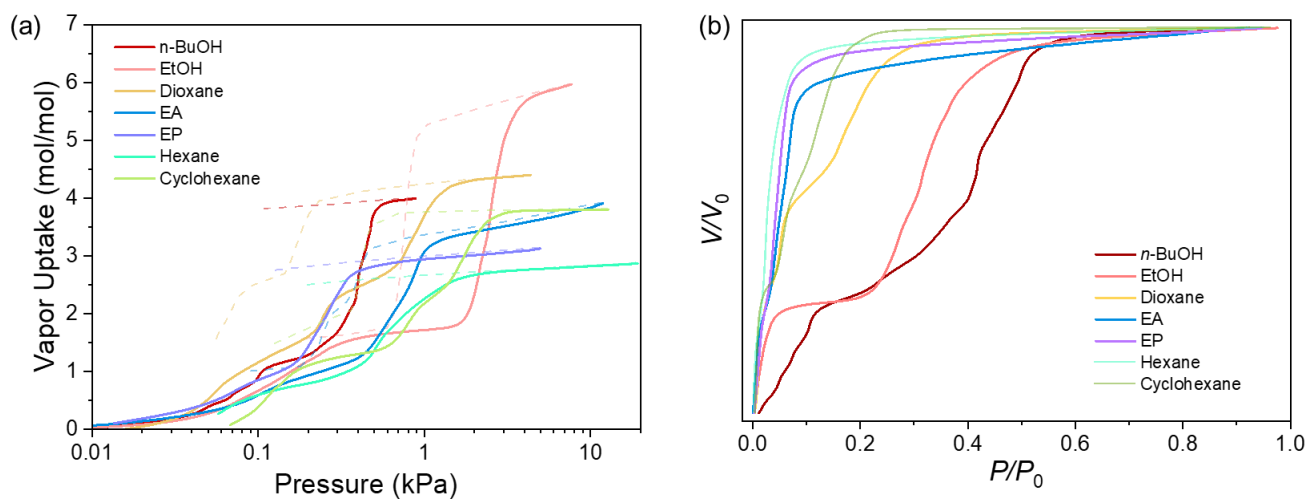 (a)
7
6
5
4
3
2
1
0
Vapor Uptake (mol/mol)
n-BuOH
EtOH
Dioxane
EA
EP
Hexane
Cyclohexane
0.01 0.1 1 10
Pressure (kPa)
(b)
V/V₀
n-BuOH
EtOH
Dioxane
EA
EP
Hexane
Cyclohexane
0.0 0.2 0.4 0.6 0.8 1.0
P/P₀